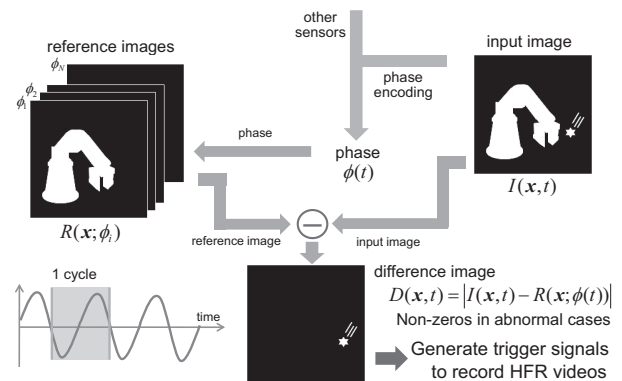 other
sensors
reference images
input image
ϕN
ϕ2
ϕ1
phase
encoding
phase
phase
ϕ(t)
I(x,t)
R(x;ϕi)
reference image
input image
1 cycle
time
difference image
D(x,t)=|I(x,t)−R(x;ϕ(t))|
Non-zeros in abnormal cases
Generate trigger signals
to record HFR videos